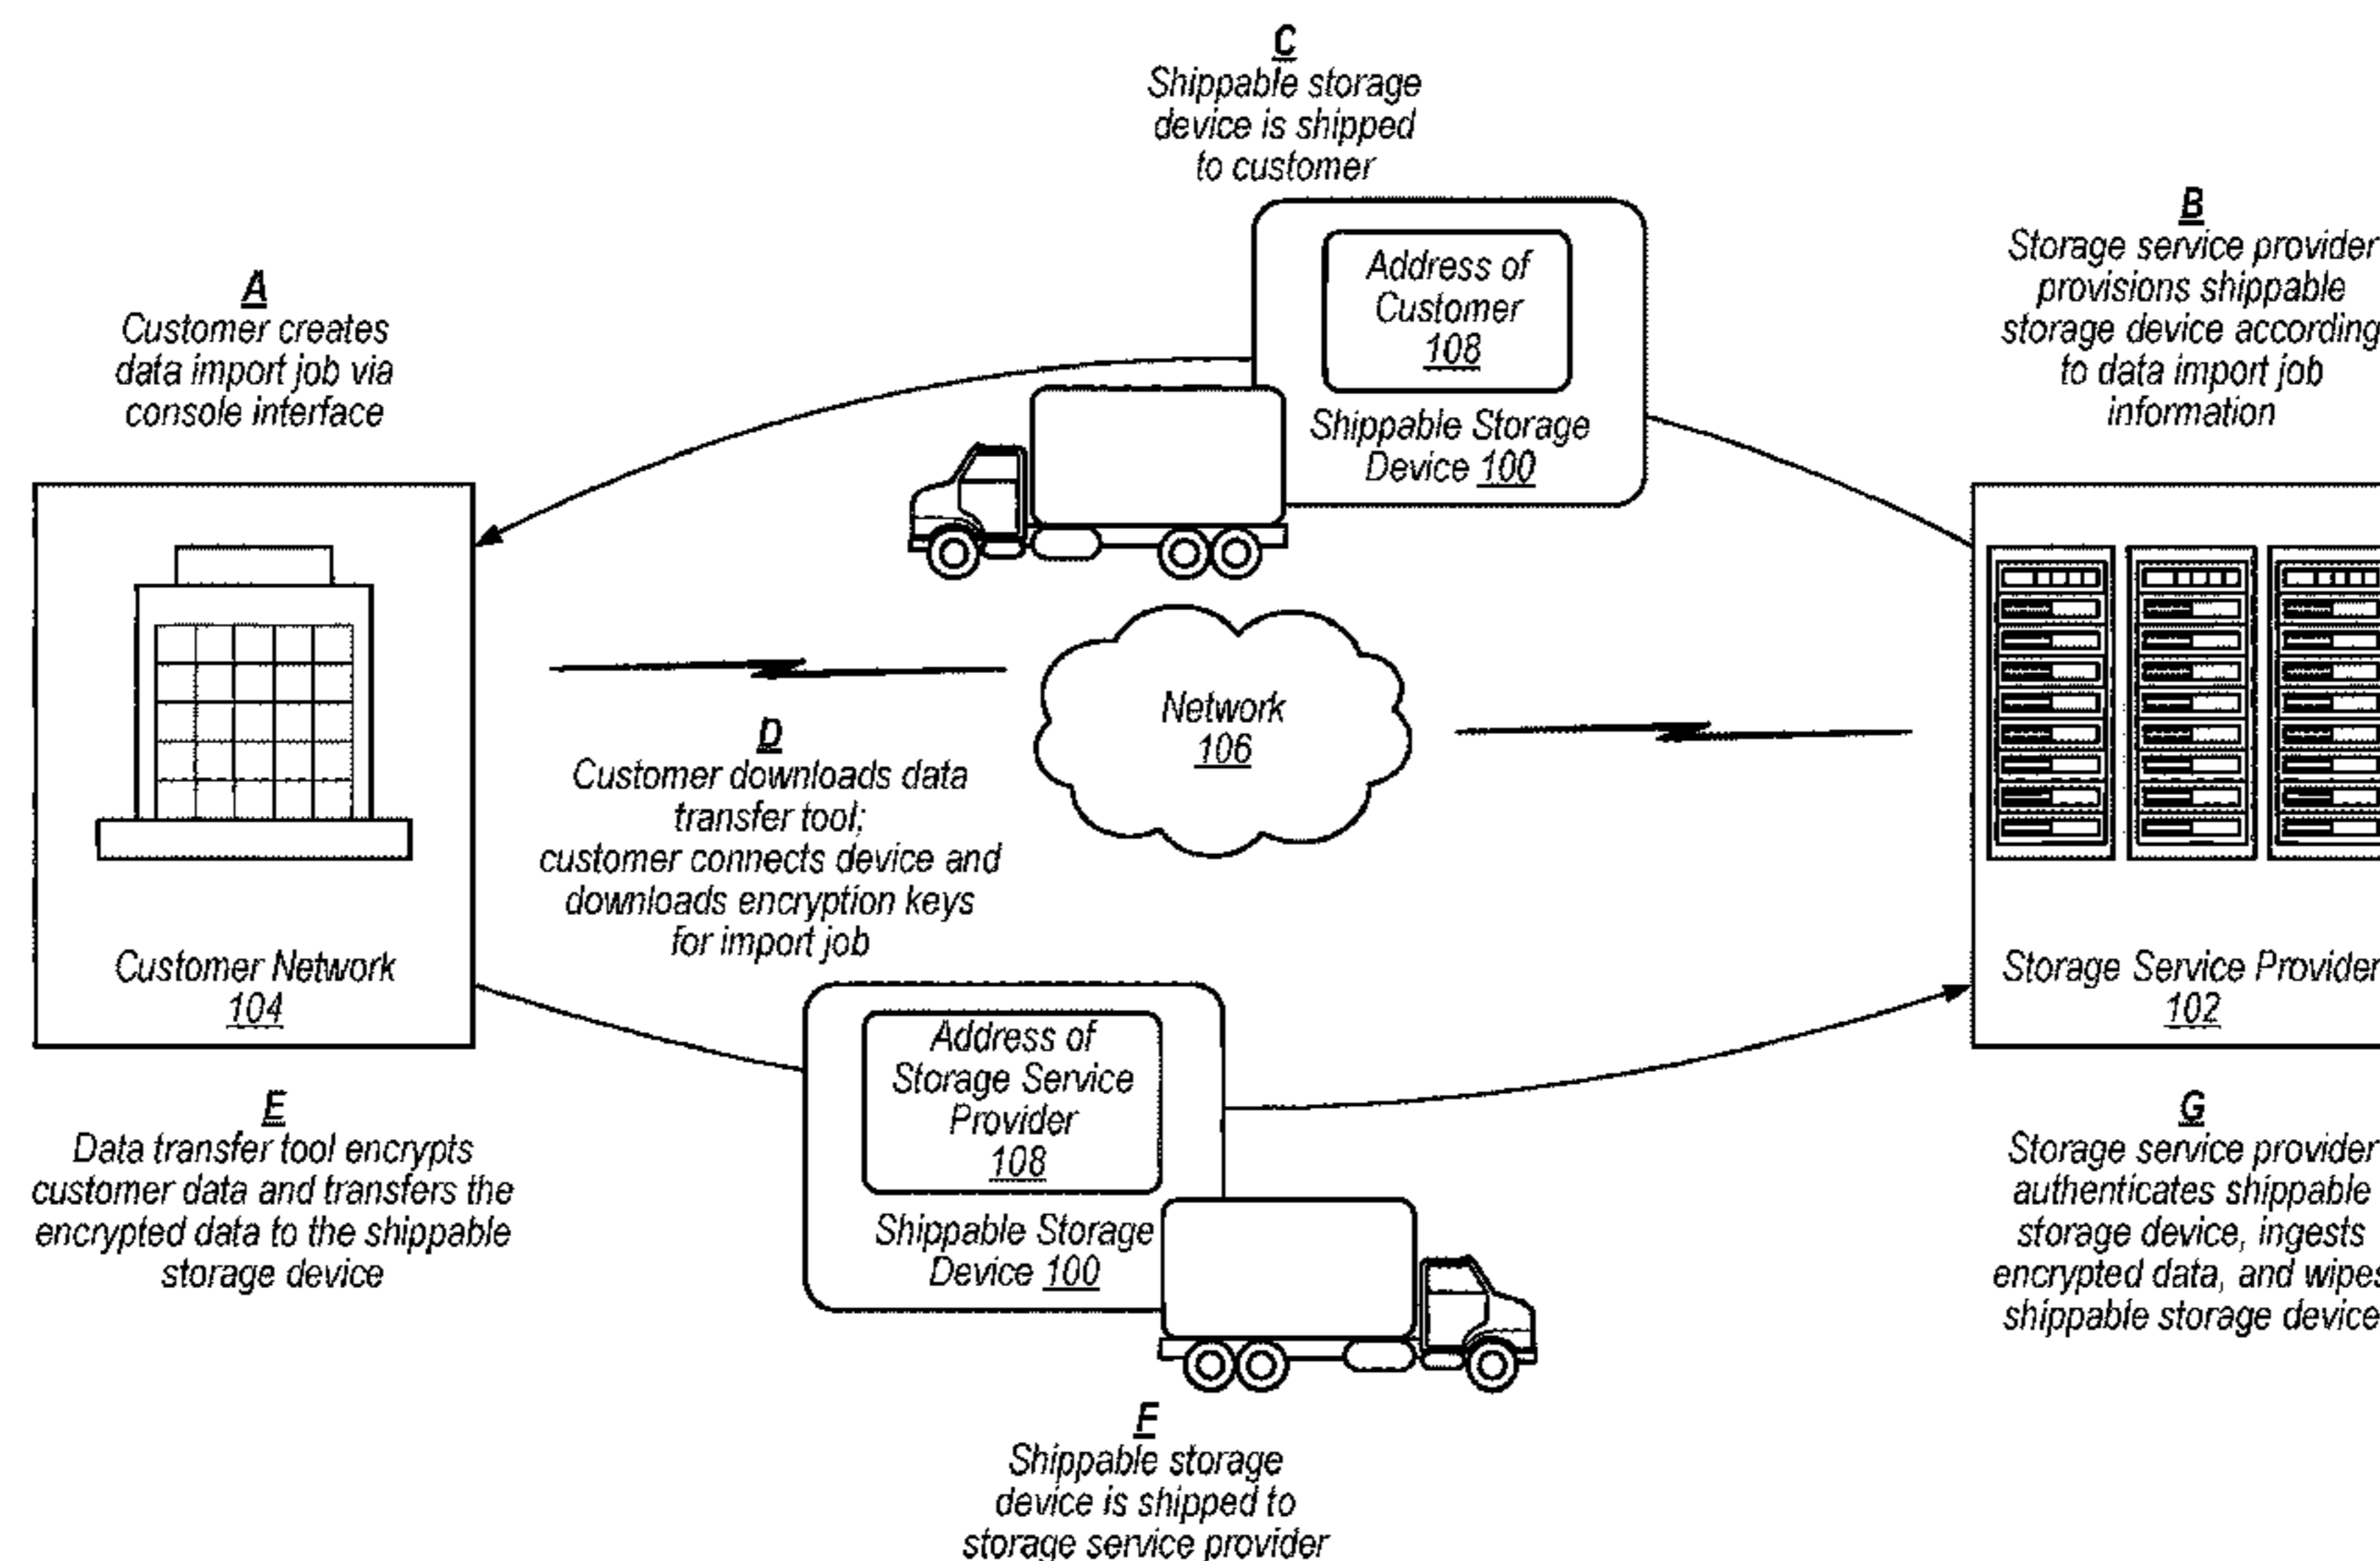 C
Shippable storage
device is shipped
to customer
B
Storage service provider
provisions shippable
storage device according
to data import job
information
A
Customer creates
data import job via
console interface
Address of
Customer
108
Shippable Storage
Device 100
Network
106
D
Customer downloads data
transfer tool;
customer connects device and
downloads encryption keys
for import job
Customer Network
104
Storage Service Provider
102
Address of
Storage Service
Provider
108
Shippable Storage
Device 100
E
Data transfer tool encrypts
customer data and transfers the
encrypted data to the shippable
storage device
G
Storage service provider
authenticates shippable
storage device, ingests
encrypted data, and wipes
shippable storage device
F
Shippable storage
device is shipped to
storage service provider